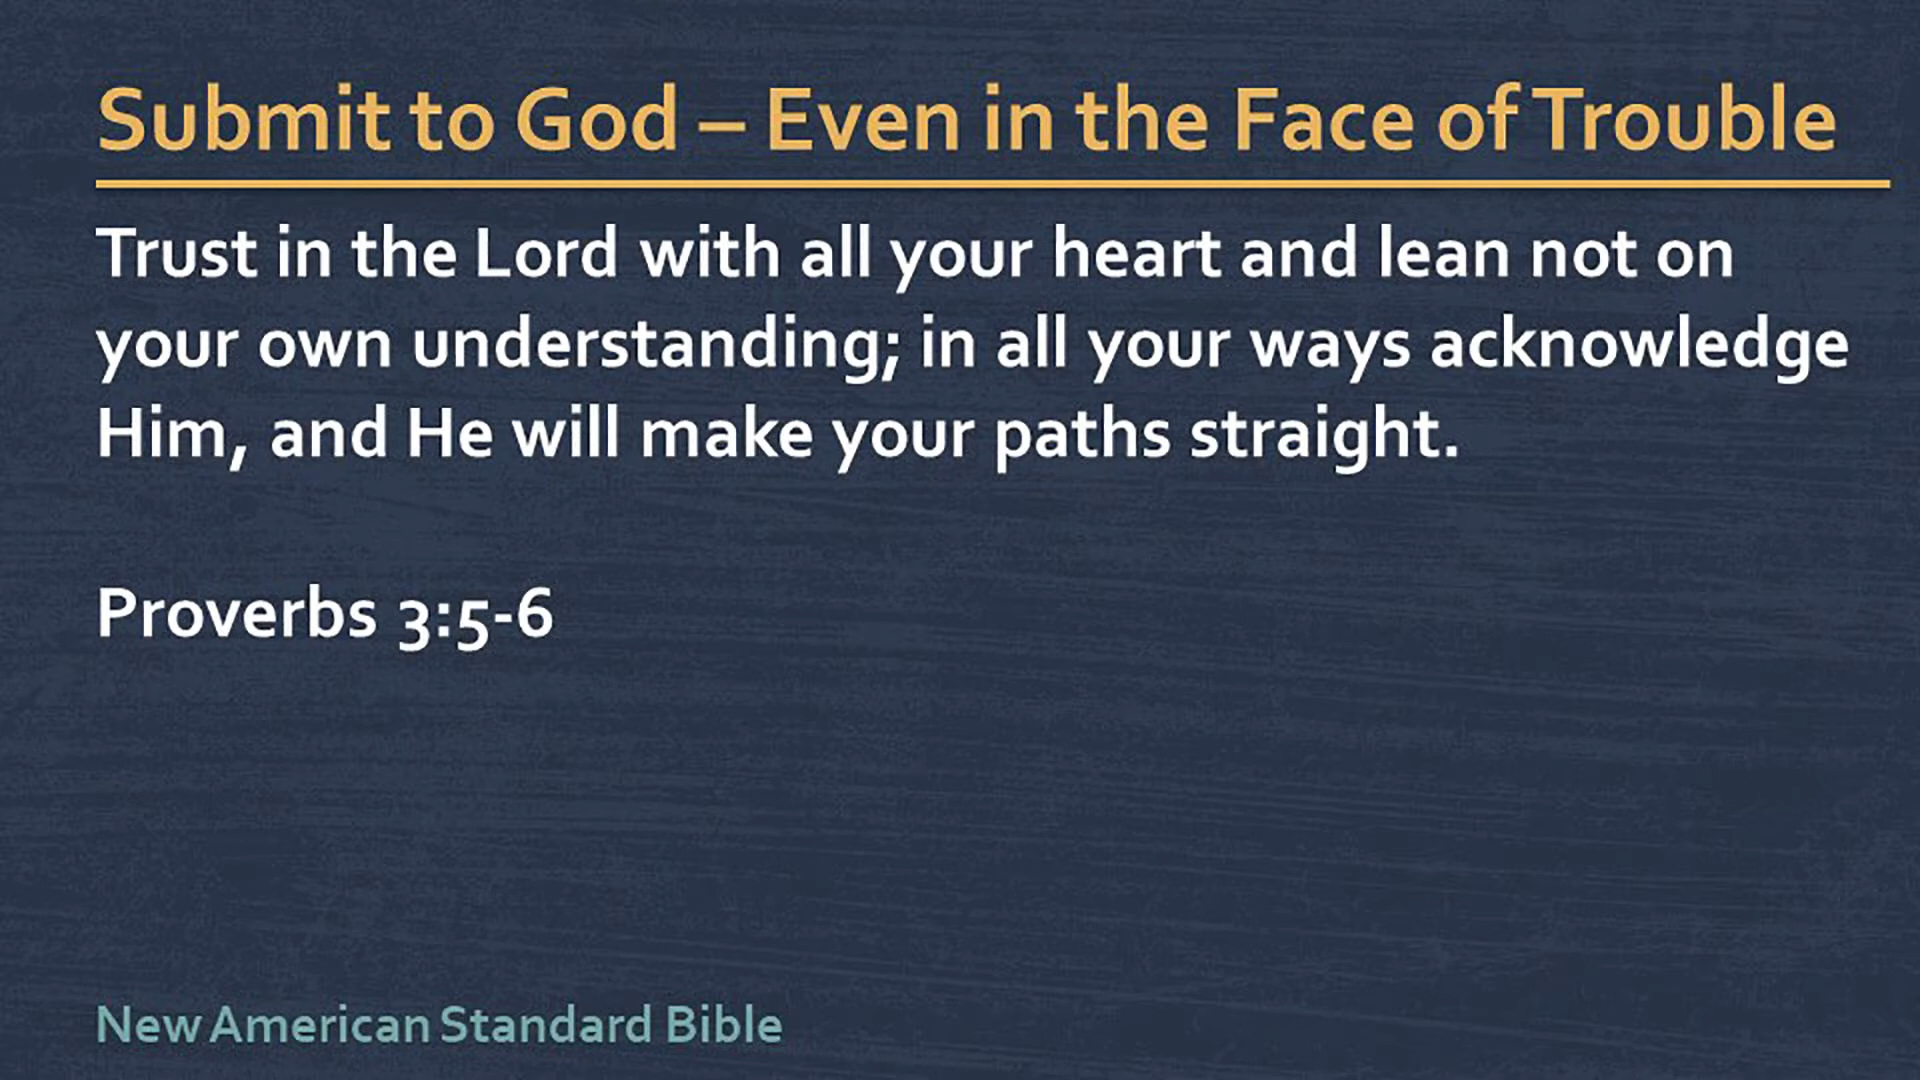 Submit to God – Even in the Face of Trouble
Trust in the Lord with all your heart and lean not on
your own understanding; in all your ways acknowledge
Him, and He will make your paths straight.
Proverbs 3:5-6
New American Standard Bible